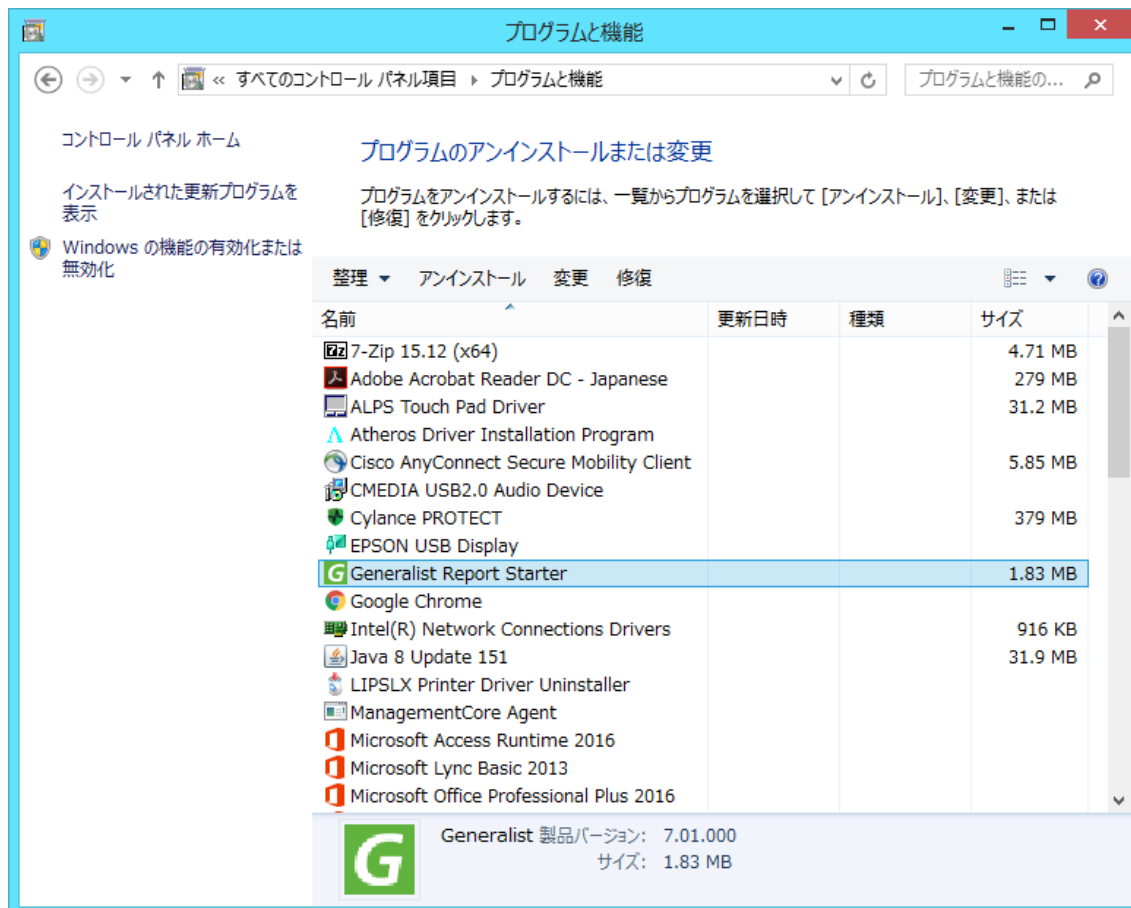 プログラムと機能
« すべてのコントロール パネル項目 プログラムと機能
プログラムと機能の...
コントロール パネル ホーム
インストールされた更新プログラムを
表示
Windows の機能の有効化または
無効化
プログラムのアンインストールまたは変更
プログラムをアンインストールするには、一覧からプログラムを選択して [アンインストール]、[変更]、または
[修復] をクリックします。
整理 アンインストール 変更 修復
名前 更新日時 種類 サイズ
7z 7-Zip 15.12 (x64) 4.71 MB
Adobe Acrobat Reader DC - Japanese 279 MB
ALPS Touch Pad Driver 31.2 MB
Atheros Driver Installation Program
Cisco AnyConnect Secure Mobility Client 5.85 MB
CMEDIA USB2.0 Audio Device
Cylance PROTECT 379 MB
EPSON USB Display
G Generalist Report Starter 1.83 MB
Google Chrome
Intel(R) Network Connections Drivers 916 KB
Java 8 Update 151 31.9 MB
LIPSLX Printer Driver Uninstaller
ManagementCore Agent
Microsoft Access Runtime 2016
Microsoft Lync Basic 2013
Microsoft Office Professional Plus 2016
G Generalist 製品バージョン: 7.01.000
サイズ: 1.83 MB